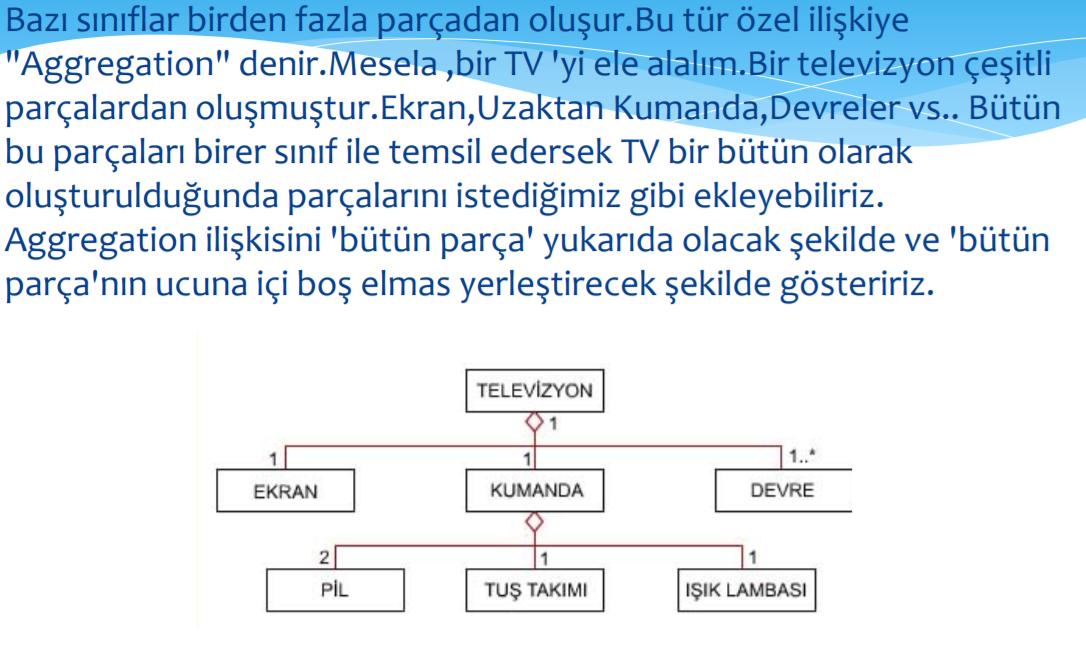 Bazı sınıflar birden fazla parçadan oluşur.Bu tür özel ilişkiye
"Aggregation" denir.Mesela ,bir TV 'yi ele alalım.Bir televizyon çeşitli
parçalardan oluşmuştur.Ekran,Uzaktan Kumanda,Devreler vs.. Bütün
bu parçaları birer sınıf ile temsil edersek TV bir bütün olarak
oluşturulduğunda parçalarını istediğimiz gibi ekleyebiliriz.
Aggregation ilişkisini 'bütün parça' yukarıda olacak şekilde ve 'bütün
parça'nın ucuna içi boş elmas yerleştirecek şekilde gösteririz.
TELEVİZYON
1
1 1 1..*
EKRAN KUMANDA DEVRE
2 1 1
PİL TUŞ TAKIMI IŞIK LAMBASI